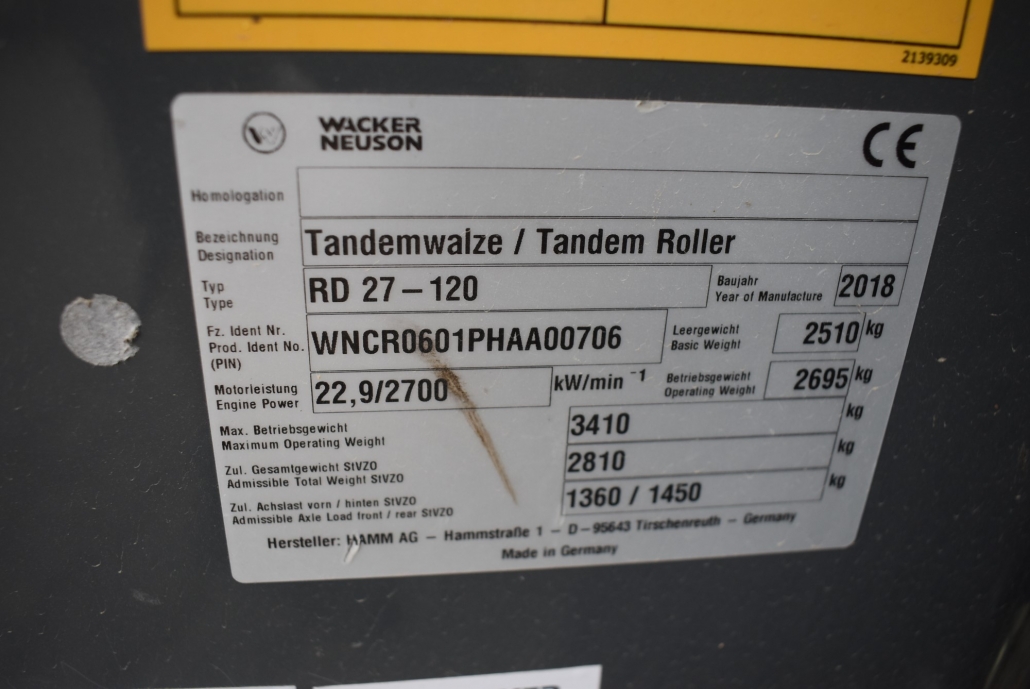 2139309
WACKER
NEUSON
CE
Homologation
Bezeichnung
Designation
Tandemwalze / Tandem Roller
Typ
Type
RD 27-120
Baujahr
Year of Manufacture
2018
Fz. Ident Nr.
Prod. Ident No.
(PIN)
WNCR0601PHAA00706
Leergewicht
Basic Weight
2510 kg
Motorleistung
Engine Power
22,9/2700 kW/min⁻¹
Betriebsgewicht
Operating Weight
2695 kg
Max. Betriebsgewicht
Maximum Operating Weight
3410 kg
Zul. Gesamtgewicht StVZO
Admissible Total Weight StVZO
2810 kg
Zul. Achslast vorn / hinten StVZO
Admissible Axle Load front / rear StVZO
1360 / 1450 kg
Hersteller: HAMM AG – Hammstraße 1 – D-95643 Tirschenreuth – Germany
Made in Germany